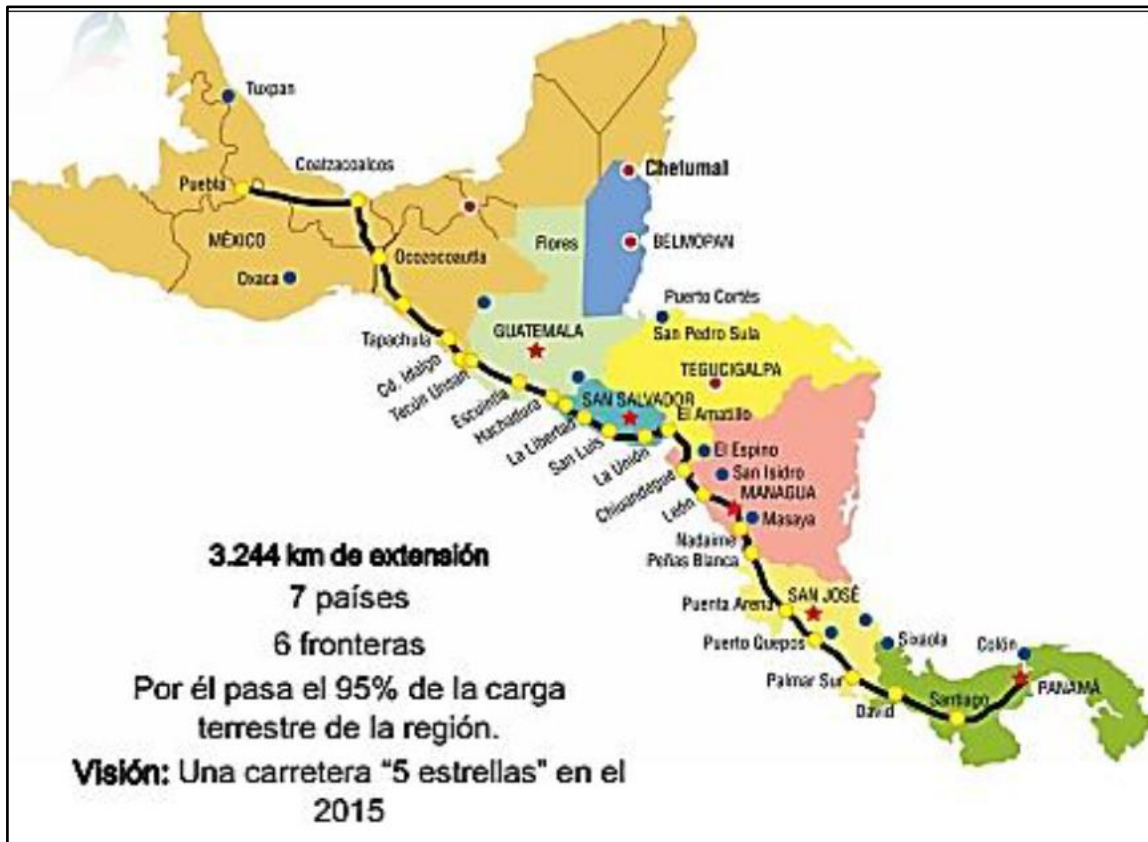 Tuxpan
Coatzacoalcos
Puebla
Chetumal
MÉXICO
Flores
BELMOPAN
Ocozocoautla
Oxaca
Puerto Cortés
GUATEMALA
San Pedro Sula
Tapachula
TEGUCIGALPA
Cd. Idalgo
Tecún Uman
SAN SALVADOR
Escuintla
El Amatillo
Hachadura
La Libertad
San Luis
El Espino
La Unión
San Isidro
Chinandegue
MANAGUA
León
Masaya
Nadaime
Peñas Blanca
3.244 km de extensión
7 países
SAN JOSÉ
Puenta Arena
6 fronteras
Sixaola
Colón
Puerto Quepos
Por él pasa el 95% de la carga
terrestre de la región.
Palmar Sur
Santiago
PANAMÁ
David
Visión: Una carretera "5 estrellas" en el
2015